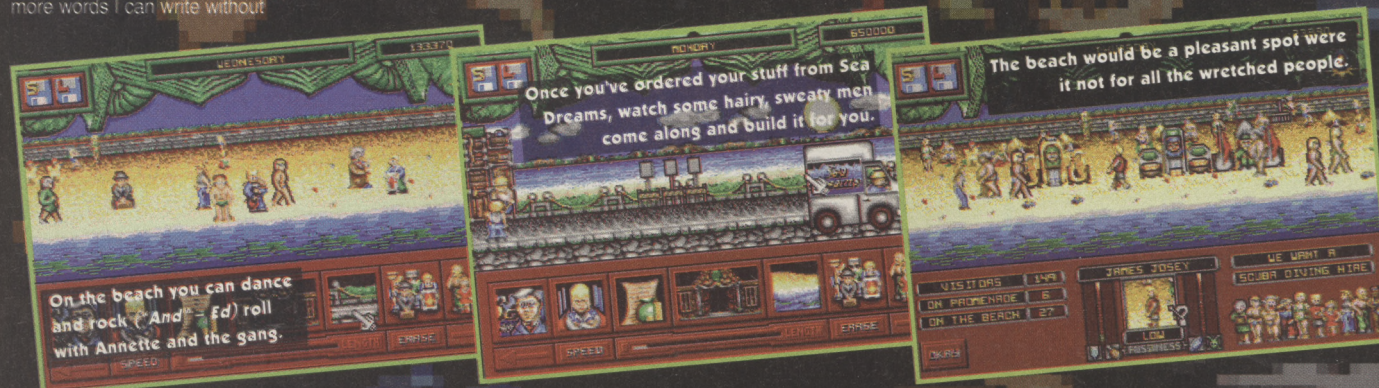 more words I can write without
WEDNESDAY
133370
S L
On the beach you can dance
and rock ("And" – Ed) roll
with Annette and the gang.
SPEED
LENGTH
ERASE
MONDAY
650000
S L
Once you've ordered your stuff from Sea
Dreams, watch some hairy, sweaty men
come along and build it for you.
SPEED
LENGTH
ERASE
S L
The beach would be a pleasant spot were
it not for all the wretched people.
VISITORS 149
ON PROMENADE 6
ON THE BEACH 27
JAMES JOSEY
LOW
FUSSINESS
WE WANT A
SCUBA DIVING HIRE
OKAY